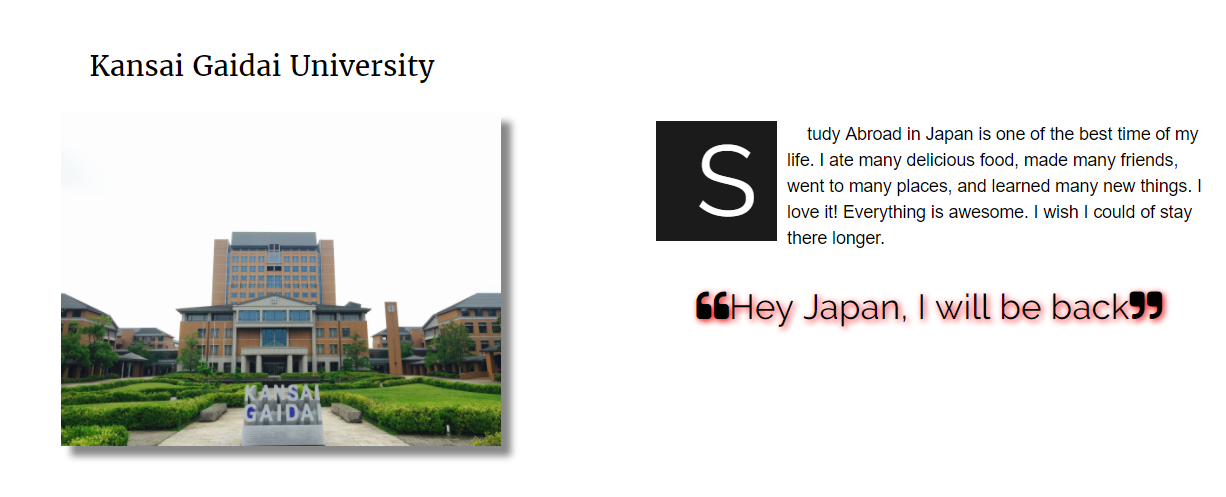 Kansai Gaidai University
KANSAI
GAIDAI
Study Abroad in Japan is one of the best time of my
life. I ate many delicious food, made many friends,
went to many places, and learned many new things. I
love it! Everything is awesome. I wish I could of stay
there longer.
❝Hey Japan, I will be back❞